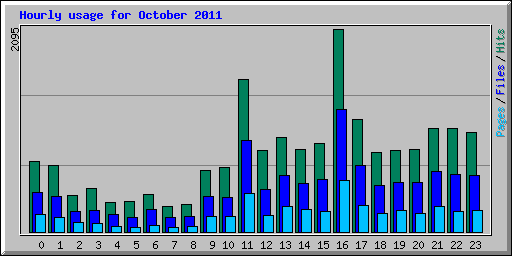 Hourly usage for October 2011
2095
Pages / Files / Hits
0 1 2 3 4 5 6 7 8 9 10 11 12 13 14 15 16 17 18 19 20 21 22 23